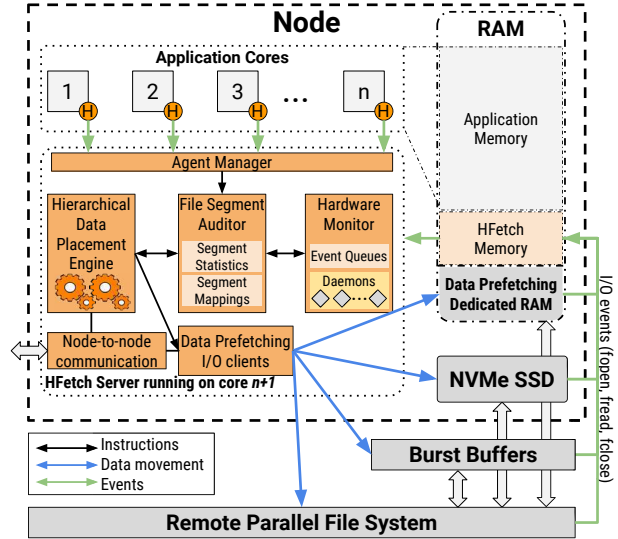 Node
RAM
Application Cores
1
2
3
...
n
H
H
H
H
Application
Memory
Agent Manager
Hierarchical
Data
Placement
Engine
File Segment
Auditor
Segment
Statistics
Segment
Mappings
Hardware
Monitor
Event Queues
Daemons
HFetch
Memory
Data Prefetching
Dedicated RAM
Node-to-node
communication
Data Prefetching
I/O clients
HFetch Server running on core n+1
NVMe SSD
I/O events (fopen, fread, fclose)
Instructions
Data movement
Events
Burst Buffers
Remote Parallel File System